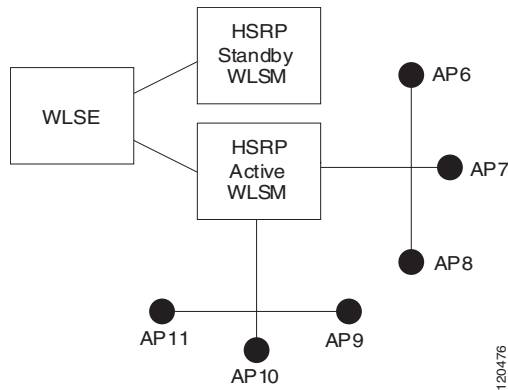 HSRP
Standby
WLSM
WLSE
HSRP
Active
WLSM
AP6
AP7
AP8
AP11
AP10
AP9
120476